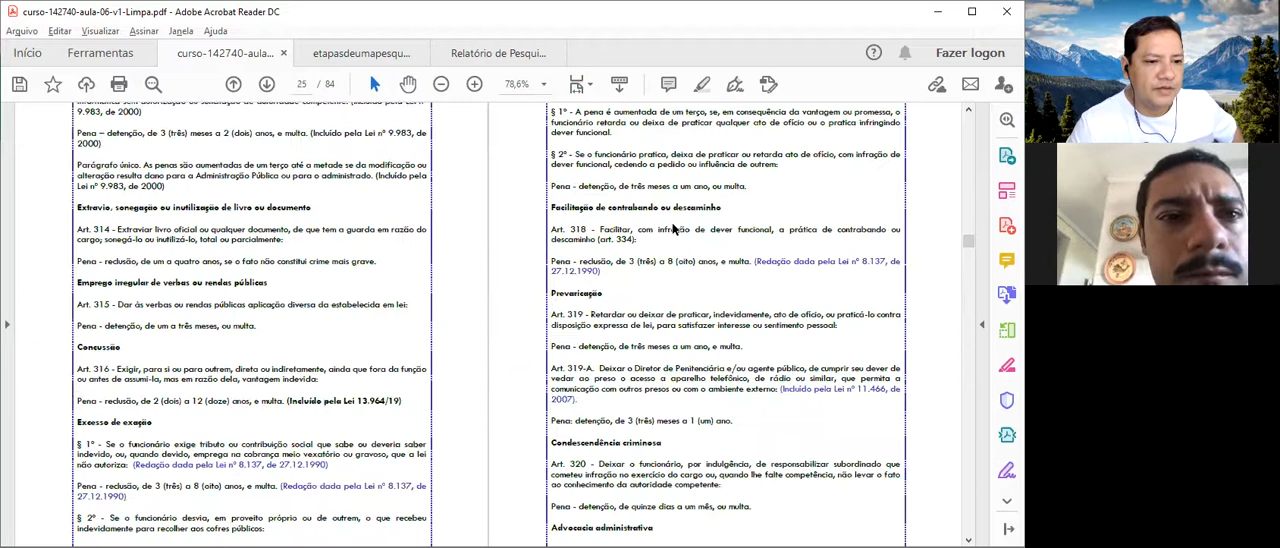 curso-142740-aula-06-v1-Limpa.pdf - Adobe Acrobat Reader DC
Arquivo Editar Visualizar Assinar Janela Ajuda
Início Ferramentas curso-142740-aula... × etapasdeumapesqu... Relatório de Pesqui... Fazer logon
25 / 84 78,6%
9.983, de 2000)
Pena – detenção, de 3 (três) meses a 2 (dois) anos, e multa. (Incluído pela Lei nº 9.983, de
2000)
Parágrafo único. As penas são aumentadas de um terço até a metade se da modificação ou
alteração resulta dano para a Administração Pública ou para o administrado. (Incluído pela
Lei nº 9.983, de 2000)
Extravio, sonegação ou inutilização de livro ou documento
Art. 314 - Extraviar livro oficial ou qualquer documento, de que tem a guarda em razão do
cargo; sonegá-lo ou inutilizá-lo, total ou parcialmente:
Pena - reclusão, de um a quatro anos, se o fato não constitui crime mais grave.
Emprego irregular de verbas ou rendas públicas
Art. 315 - Dar às verbas ou rendas públicas aplicação diversa da estabelecida em lei:
Pena - detenção, de um a três meses, ou multa.
Concussão
Art. 316 - Exigir, para si ou para outrem, direta ou indiretamente, ainda que fora da função
ou antes de assumi-la, mas em razão dela, vantagem indevida:
Pena - reclusão, de 2 (dois) a 12 (doze) anos, e multa. (Incluído pela Lei 13.964/19)
Excesso de exação
§ 1º - Se o funcionário exige tributo ou contribuição social que sabe ou deveria saber
indevido, ou, quando devido, emprega na cobrança meio vexatório ou gravoso, que a lei
não autoriza: (Redação dada pela Lei nº 8.137, de 27.12.1990)
Pena - reclusão, de 3 (três) a 8 (oito) anos, e multa. (Redação dada pela Lei nº 8.137, de
27.12.1990)
§ 2º - Se o funcionário desvia, em proveito próprio ou de outrem, o que recebeu
indevidamente para recolher aos cofres públicos:
§ 1º - A pena é aumentada de um terço, se, em consequência da vantagem ou promessa, o
funcionário retarda ou deixa de praticar qualquer ato de ofício ou o pratica infringindo
dever funcional.
§ 2º - Se o funcionário pratica, deixa de praticar ou retarda ato de ofício, com infração de
dever funcional, cedendo a pedido ou influência de outrem:
Pena - detenção, de três meses a um ano, ou multa.
Facilitação de contrabando ou descaminho
Art. 318 - Facilitar, com infração de dever funcional, a prática de contrabando ou
descaminho (art. 334):
Pena - reclusão, de 3 (três) a 8 (oito) anos, e multa. (Redação dada pela Lei nº 8.137, de
27.12.1990)
Prevaricação
Art. 319 - Retardar ou deixar de praticar, indevidamente, ato de ofício, ou praticá-lo contra
disposição expressa de lei, para satisfazer interesse ou sentimento pessoal:
Pena - detenção, de três meses a um ano, e multa.
Art. 319-A. Deixar o Diretor de Penitenciária e/ou agente público, de cumprir seu dever de
vedar ao preso o acesso a aparelho telefônico, de rádio ou similar, que permita a
comunicação com outros presos ou com o ambiente externo: (Incluído pela Lei nº 11.466, de
2007).
Pena: detenção, de 3 (três) meses a 1 (um) ano.
Condescendência criminosa
Art. 320 - Deixar o funcionário, por indulgência, de responsabilizar subordinado que
cometeu infração no exercício do cargo ou, quando lhe falte competência, não levar o fato
ao conhecimento da autoridade competente:
Pena - detenção, de quinze dias a um mês, ou multa.
Advocacia administrativa